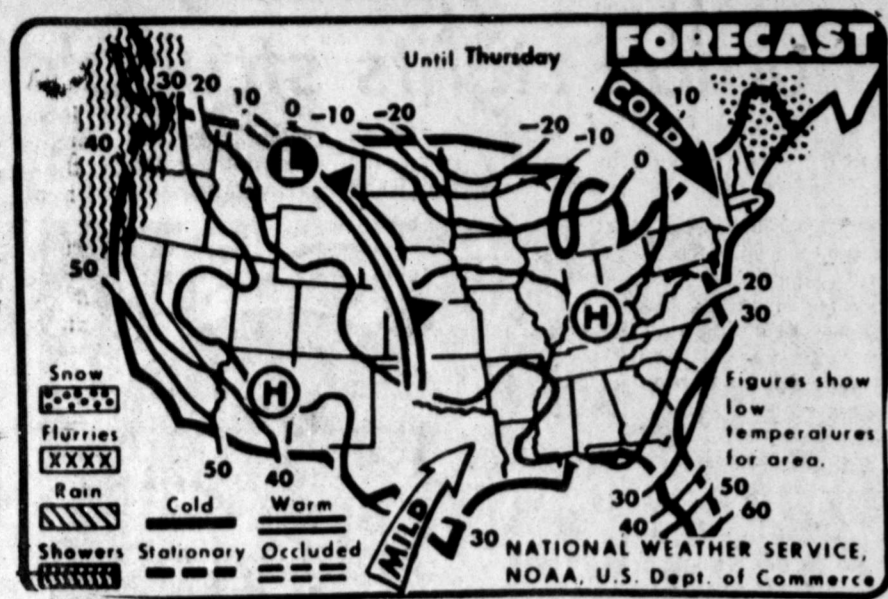 FORECAST
Until Thursday
COLD
30 20 10 0 -10 -20
-20 -10 0
10
40
50
L
H
H
20
30
Snow
Flurries
XXXX
Rain
Showers
Cold
Warm
Stationary
Occluded
50
40
MILD
30
30
40
50
60
Figures show
low
temperatures
for area.
NATIONAL WEATHER SERVICE,
NOAA, U.S. Dept. of Commerce